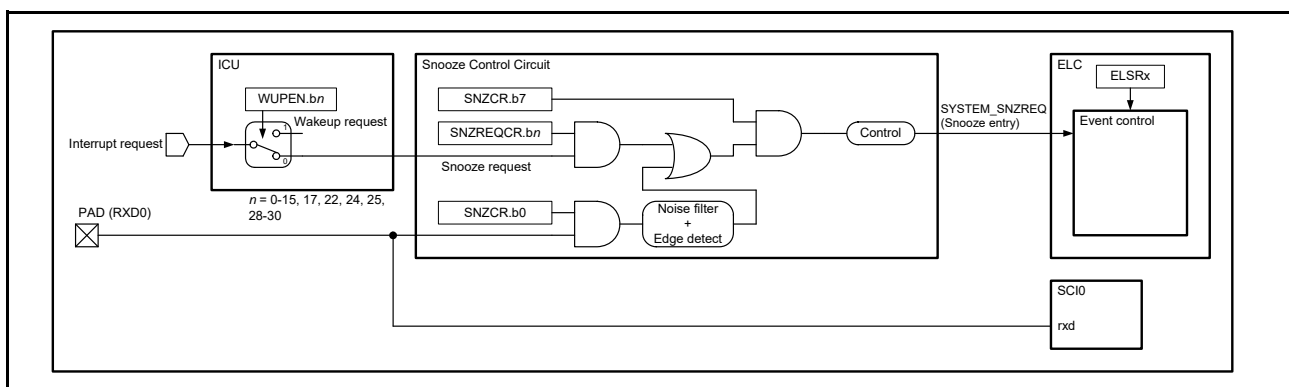 ICU
WUPEN.bn
1
Wakeup request
Interrupt request
0
n = 0-15, 17, 22, 24, 25,
28-30
PAD (RXD0)
Snooze Control Circuit
SNZCR.b7
SNZREQCR.bn
Snooze request
SNZCR.b0
Noise filter
+
Edge detect
Control
SYSTEM_SNZREQ
(Snooze entry)
ELC
ELSRx
Event control
SCI0
rxd